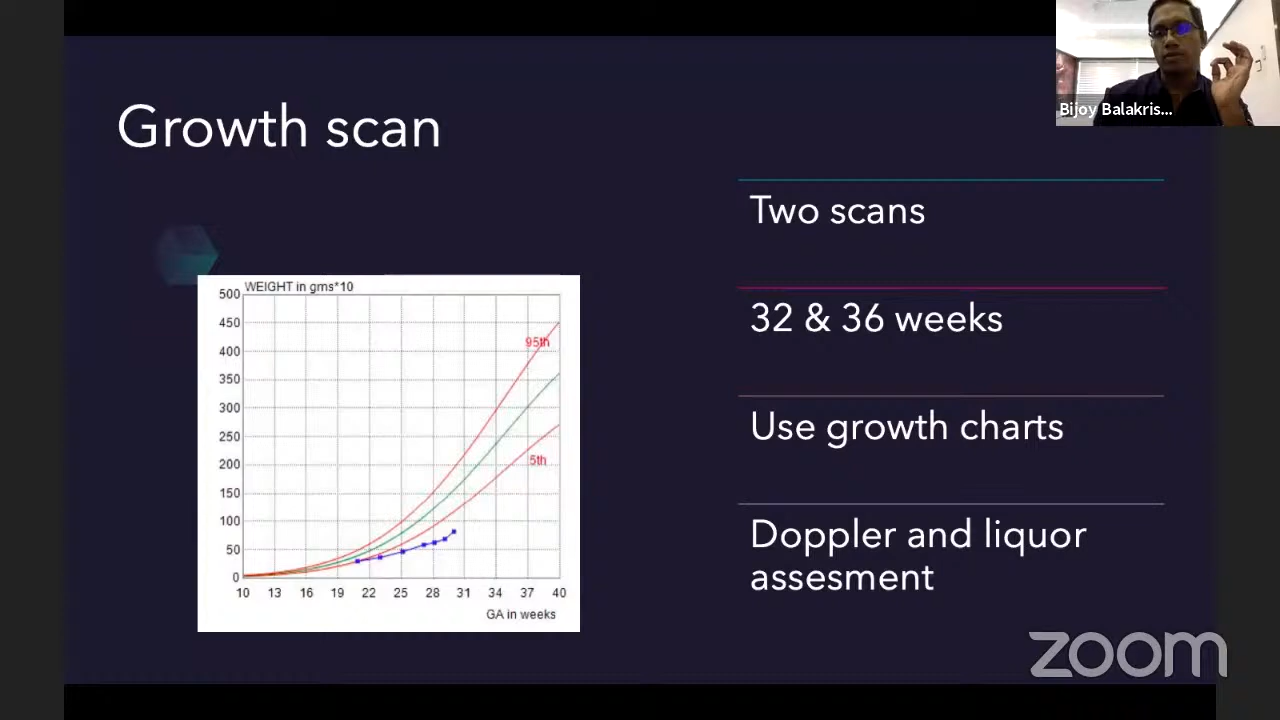 Bijoy Balakris...
Growth scan
Two scans
32 & 36 weeks
Use growth charts
Doppler and liquor
assesment
WEIGHT in gms*10
500
450
400
350
300
250
200
150
100
50
0
95th
5th
10 13 16 19 22 25 28 31 34 37 40
GA in weeks
zoom